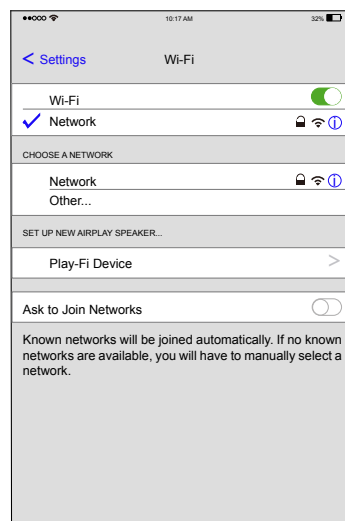 10:17 AM 32%
< Settings Wi-Fi
Wi-Fi
Network
CHOOSE A NETWORK
Network
Other...
SET UP NEW AIRPLAY SPEAKER...
Play-Fi Device >
Ask to Join Networks
Known networks will be joined automatically. If no known
networks are available, you will have to manually select a
network.